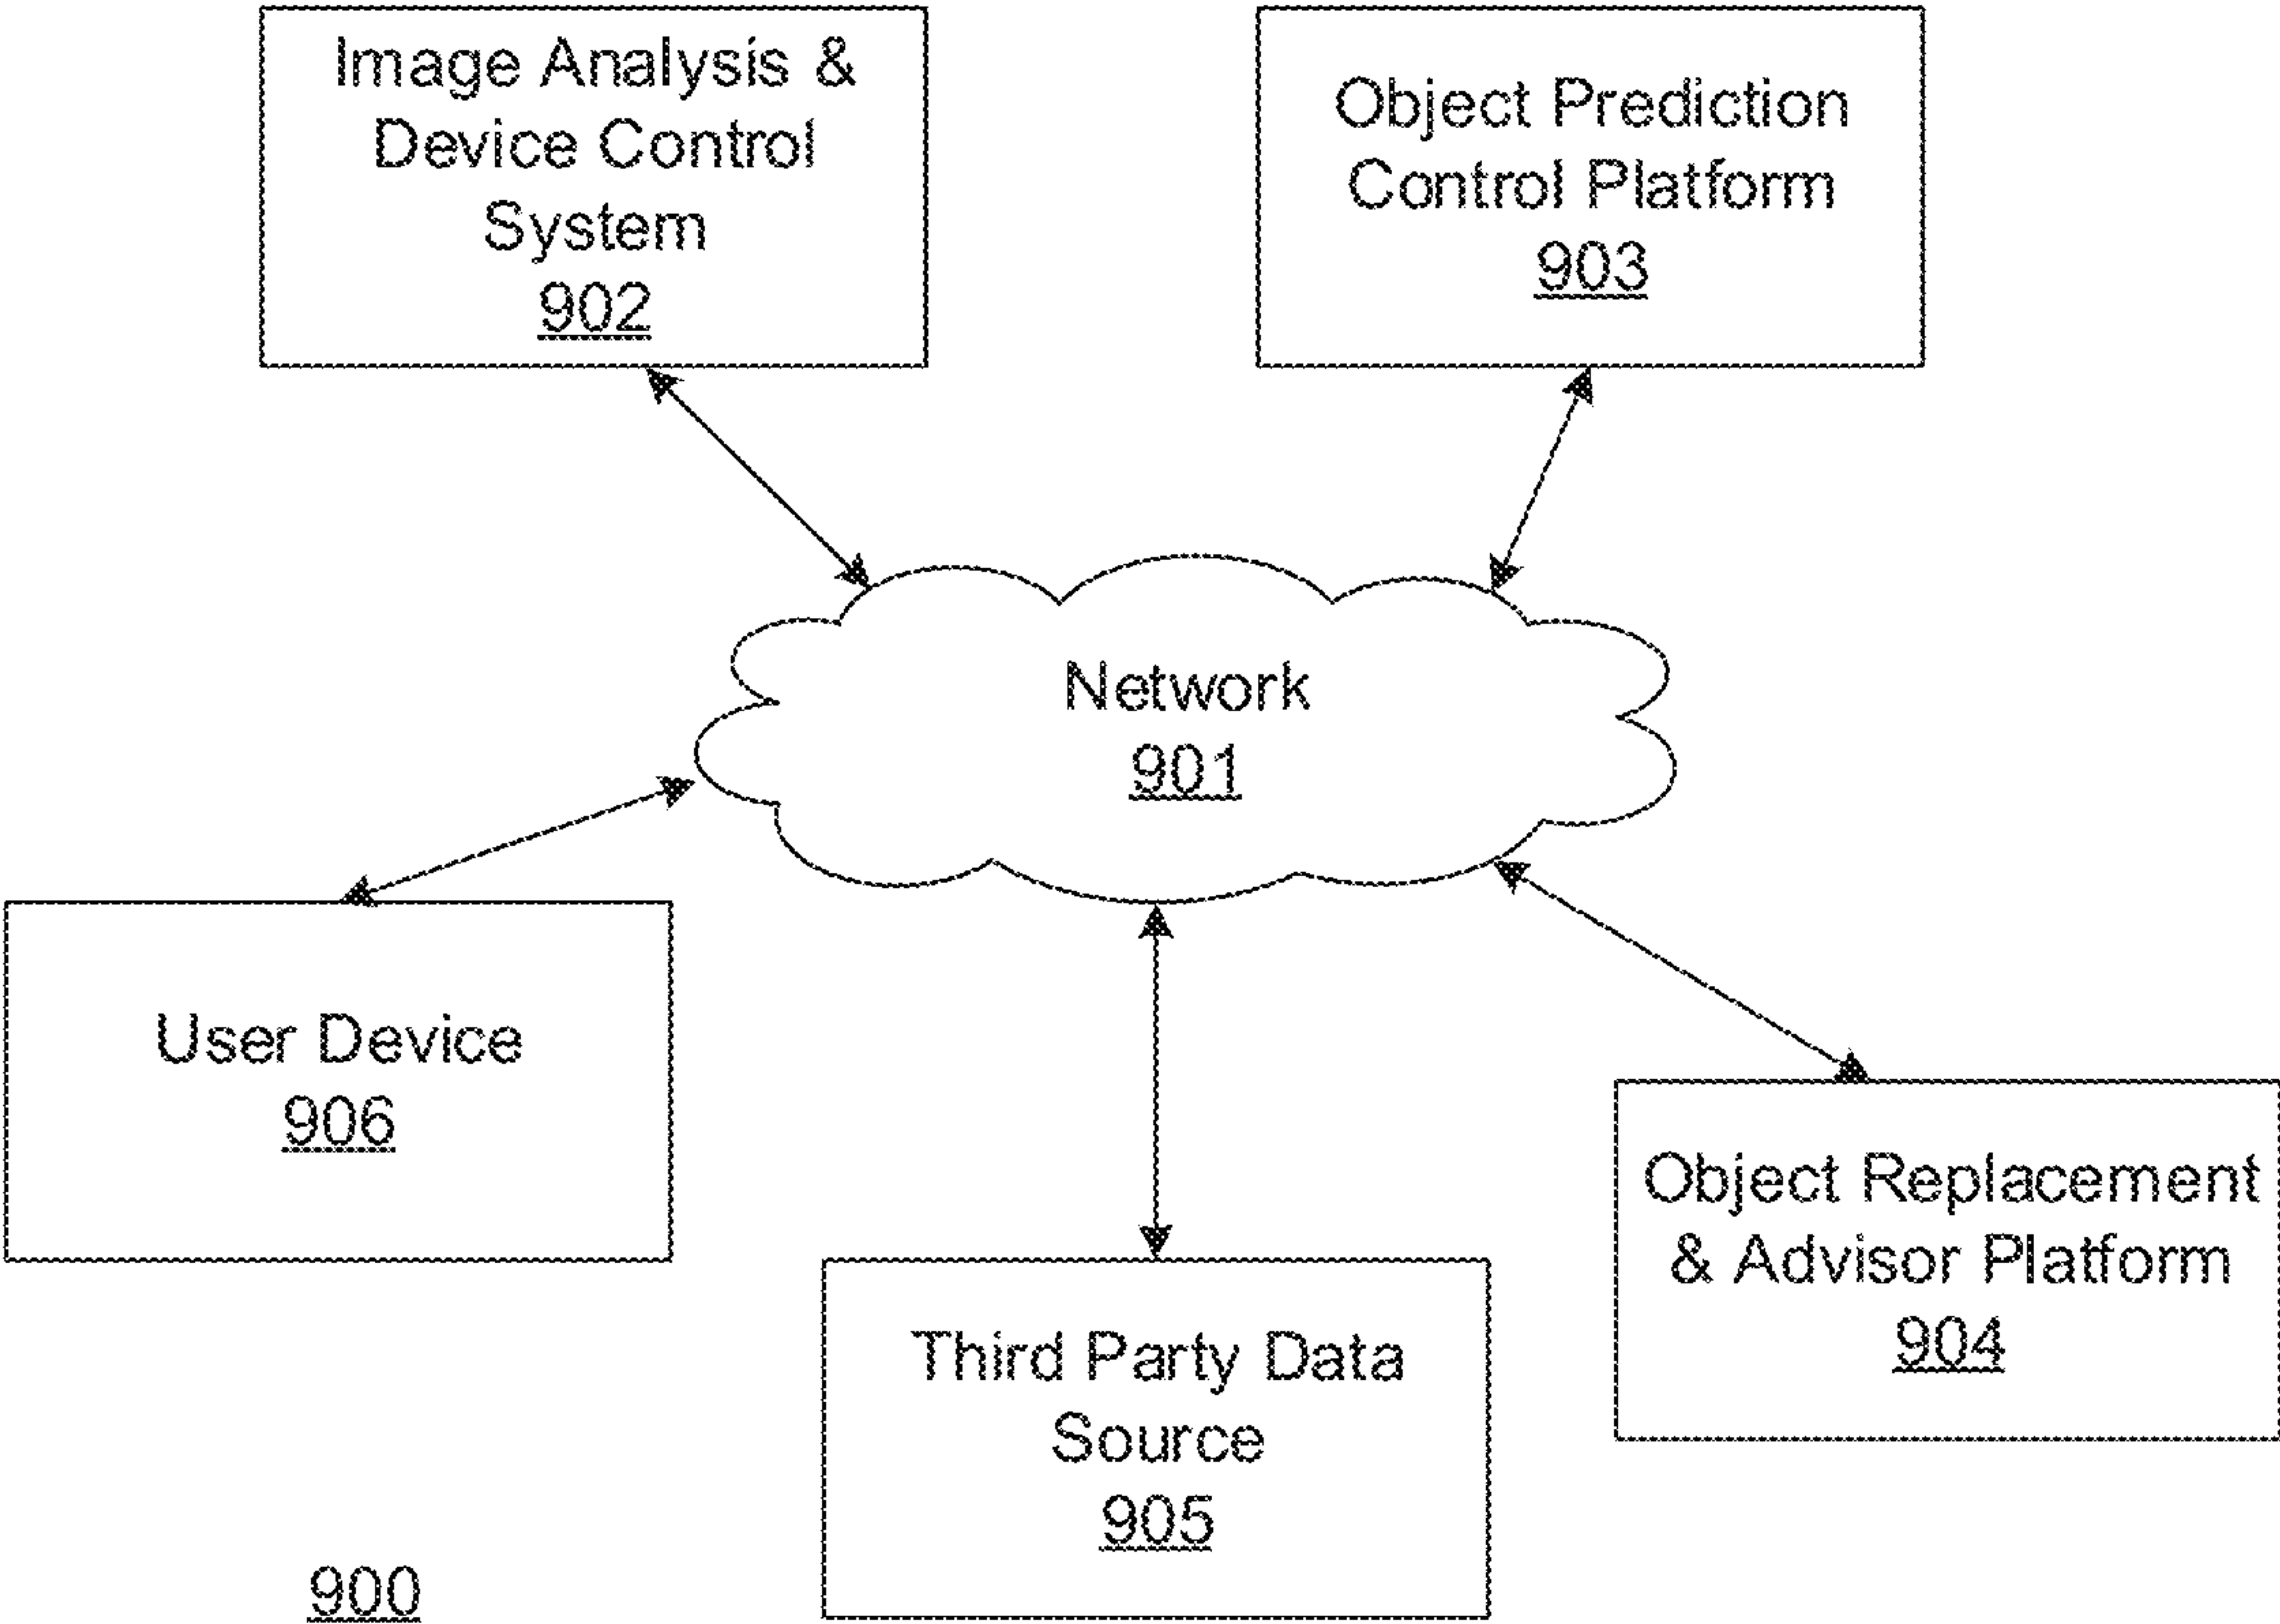 Image Analysis &
Device Control
System
902
Object Prediction
Control Platform
903
Network
901
User Device
906
Object Replacement
& Advisor Platform
904
Third Party Data
Source
905
900